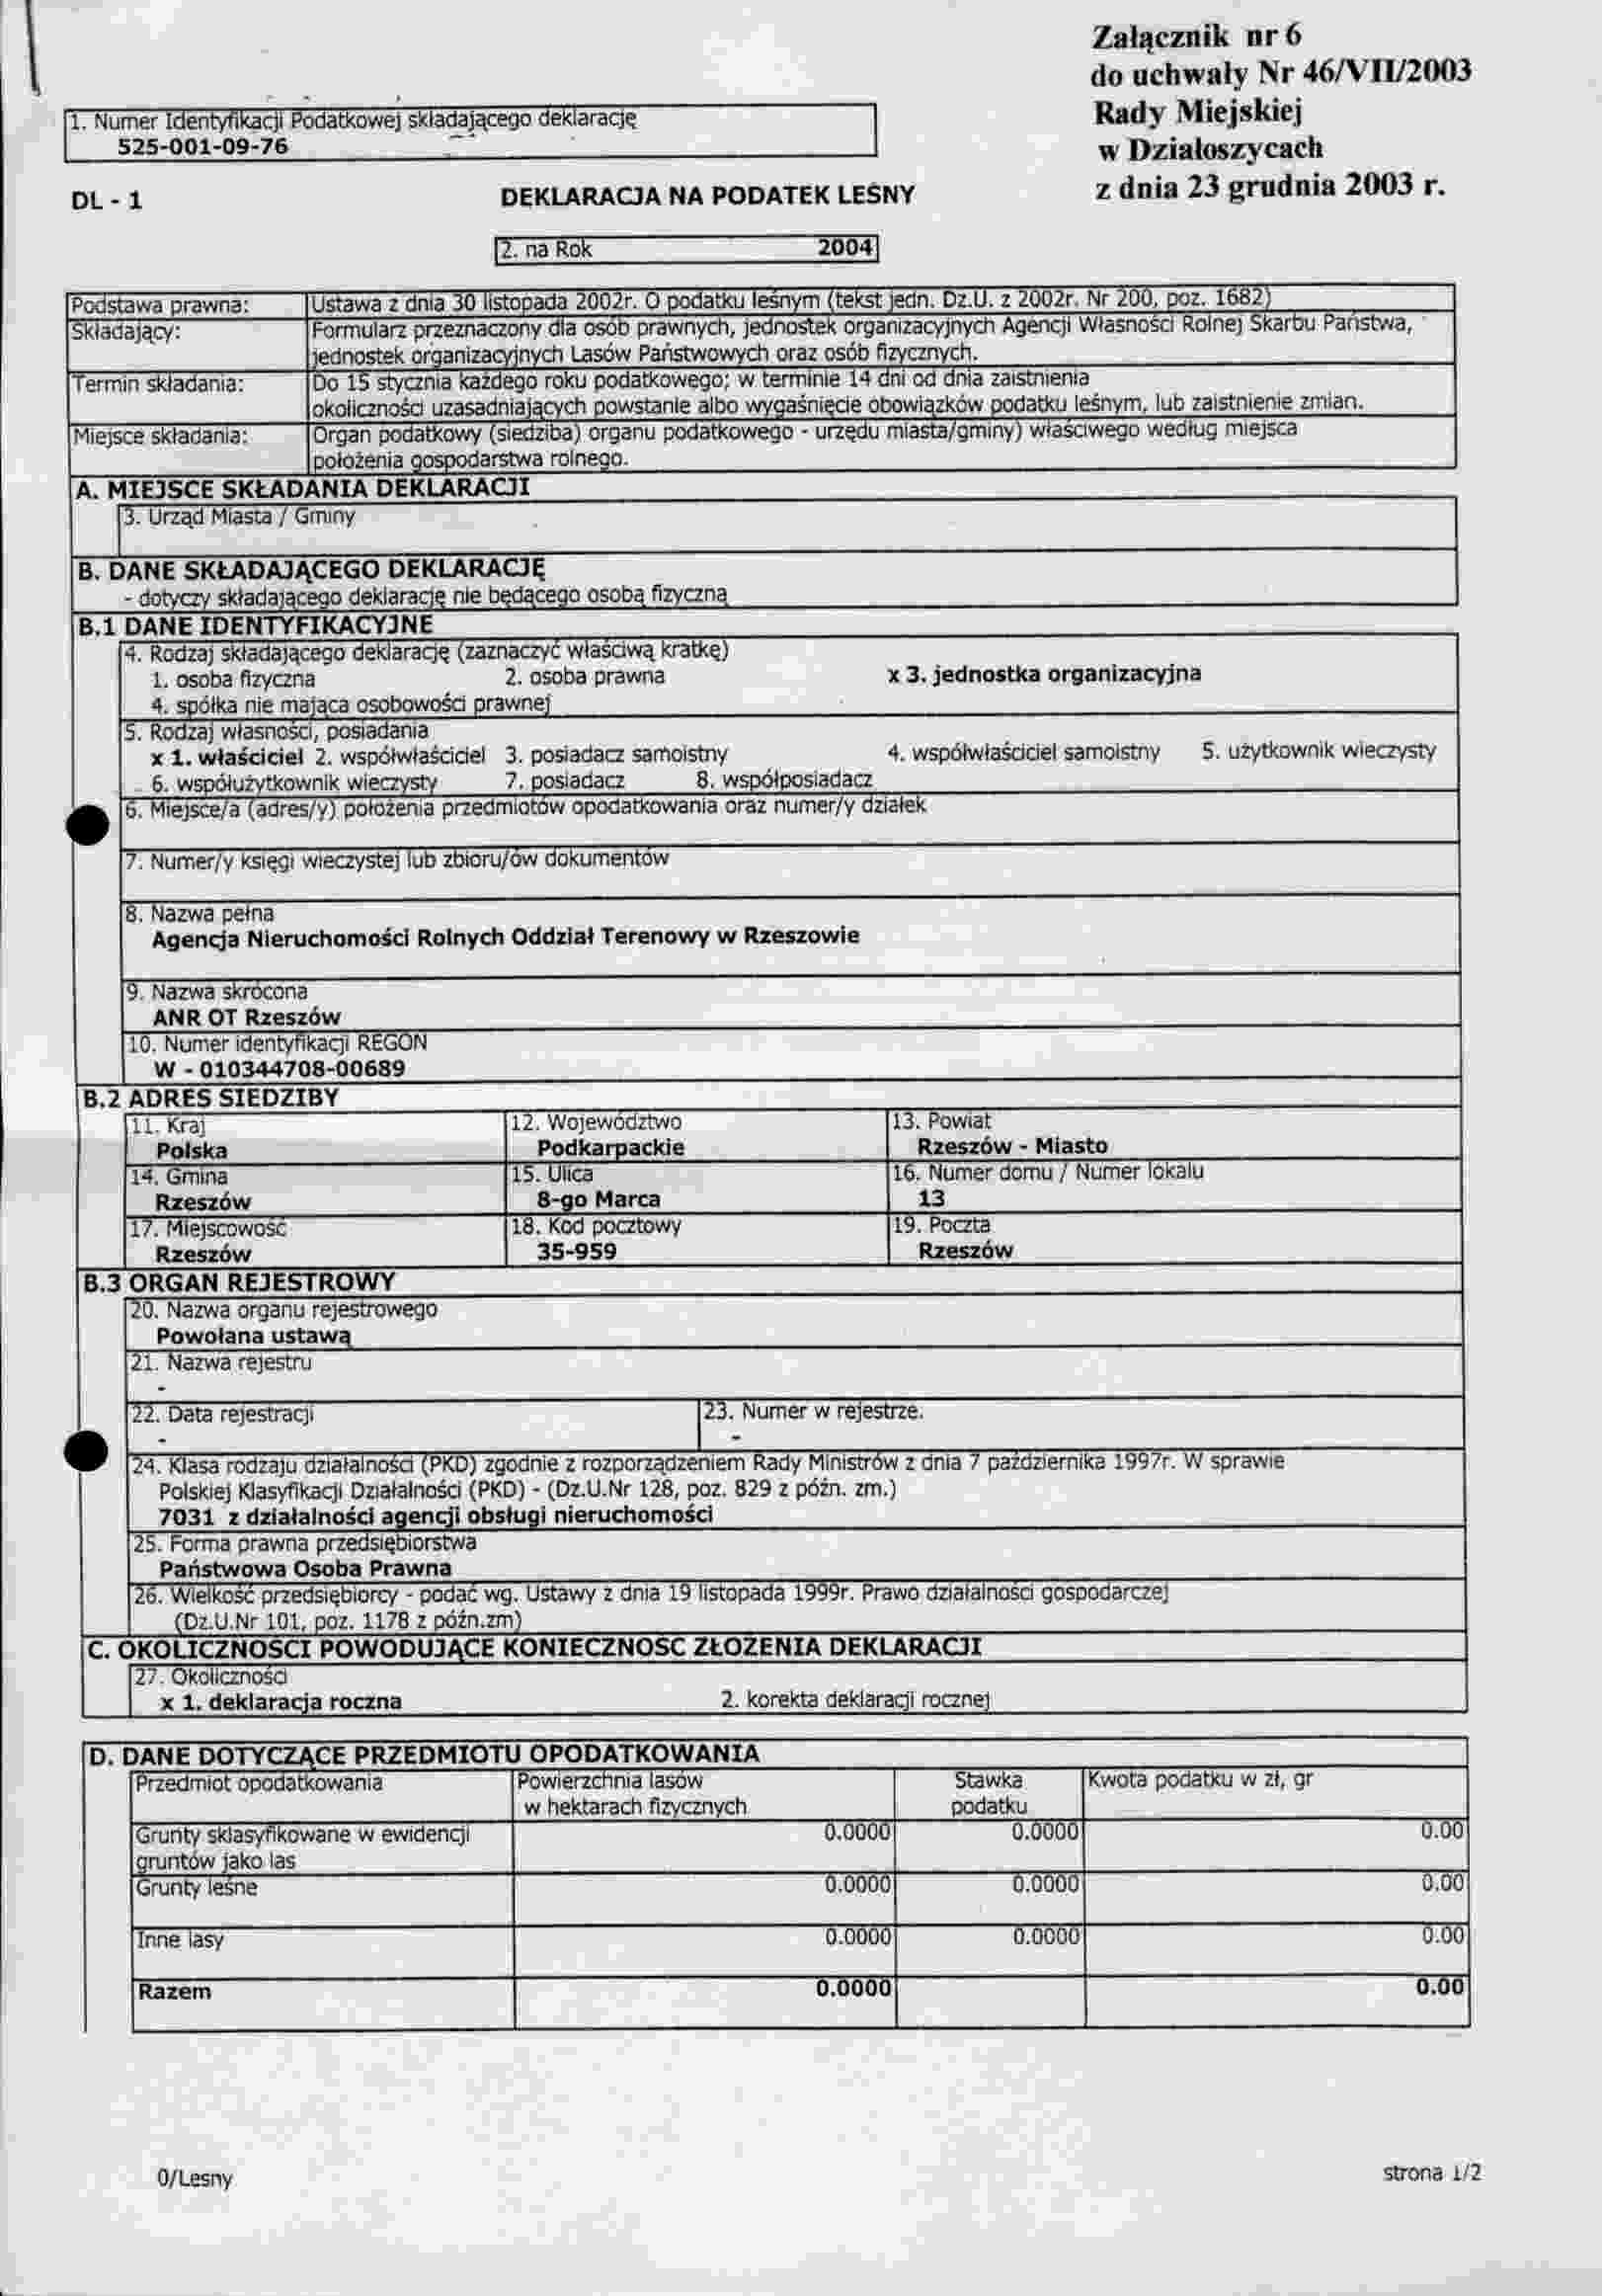 Załącznik nr 6
do uchwały Nr 46/VII/2003
Rady Miejskiej
w Działoszycach
z dnia 23 grudnia 2003 r.
1. Numer Identyfikacji Podatkowej składającego deklarację
525-001-09-76
DL - 1
DEKLARACJA NA PODATEK LEŚNY
2. na Rok 2004
Podstawa prawna: Ustawa z dnia 30 listopada 2002r. O podatku leśnym (tekst jedn. Dz.U. z 2002r. Nr 200, poz. 1682)
Składający: Formularz przeznaczony dla osób prawnych, jednostek organizacyjnych Agencji Własności Rolnej Skarbu Państwa,
jednostek organizacyjnych Lasów Państwowych oraz osób fizycznych.
Termin składania: Do 15 stycznia każdego roku podatkowego; w terminie 14 dni od dnia zaistnienia
okoliczności uzasadniających powstanie albo wygaśnięcie obowiązków podatku leśnym, lub zaistnienie zmian.
Miejsce składania: Organ podatkowy (siedziba) organu podatkowego - urzędu miasta/gminy) właściwego według miejsca
położenia gospodarstwa rolnego.
A. MIEJSCE SKŁADANIA DEKLARACJI
3. Urząd Miasta / Gminy
B. DANE SKŁADAJĄCEGO DEKLARACJĘ
- dotyczy składającego deklarację nie będącego osobą fizyczną
B.1 DANE IDENTYFIKACYJNE
4. Rodzaj składającego deklarację (zaznaczyć właściwą kratkę)
1. osoba fizyczna 2. osoba prawna x 3. jednostka organizacyjna
4. spółka nie mająca osobowości prawnej
5. Rodzaj własności, posiadania
x 1. właściciel 2. współwłaściciel 3. posiadacz samoistny 4. współwłaściciel samoistny 5. użytkownik wieczysty
6. współużytkownik wieczysty 7. posiadacz 8. współposiadacz
6. Miejsce/a (adres/y) położenia przedmiotów opodatkowania oraz numer/y działek
7. Numer/y księgi wieczystej lub zbioru/ów dokumentów
8. Nazwa pełna
Agencja Nieruchomości Rolnych Oddział Terenowy w Rzeszowie
9. Nazwa skrócona
ANR OT Rzeszów
10. Numer identyfikacji REGON
W - 010344708-00689
B.2 ADRES SIEDZIBY
11. Kraj 12. Województwo 13. Powiat
Polska Podkarpackie Rzeszów - Miasto
14. Gmina 15. Ulica 16. Numer domu / Numer lokalu
Rzeszów 8-go Marca 13
17. Miejscowość 18. Kod pocztowy 19. Poczta
Rzeszów 35-959 Rzeszów
B.3 ORGAN REJESTROWY
20. Nazwa organu rejestrowego
Powołana ustawą
21. Nazwa rejestru
-
22. Data rejestracji 23. Numer w rejestrze.
- -
24. Klasa rodzaju działalności (PKD) zgodnie z rozporządzeniem Rady Ministrów z dnia 7 października 1997r. W sprawie
Polskiej Klasyfikacji Działalności (PKD) - (Dz.U.Nr 128, poz. 829 z późn. zm.)
7031 z działalności agencji obsługi nieruchomości
25. Forma prawna przedsiębiorstwa
Państwowa Osoba Prawna
26. Wielkość przedsiębiorcy - podać wg. Ustawy z dnia 19 listopada 1999r. Prawo działalności gospodarczej
(Dz.U.Nr 101, poz. 1178 z późn.zm)
C. OKOLICZNOŚCI POWODUJĄCE KONIECZNOŚĆ ZŁOŻENIA DEKLARACJI
27. Okoliczności
x 1. deklaracja roczna 2. korekta deklaracji rocznej
D. DANE DOTYCZĄCE PRZEDMIOTU OPODATKOWANIA
Przedmiot opodatkowania Powierzchnia lasów Stawka Kwota podatku w zł, gr
w hektarach fizycznych podatku
Grunty sklasyfikowane w ewidencji 0.0000 0.0000 0.00
gruntów jako las
Grunty leśne 0.0000 0.0000 0.00
Inne lasy 0.0000 0.0000 0.00
Razem 0.0000 0.00
0/Lesny strona 1/2